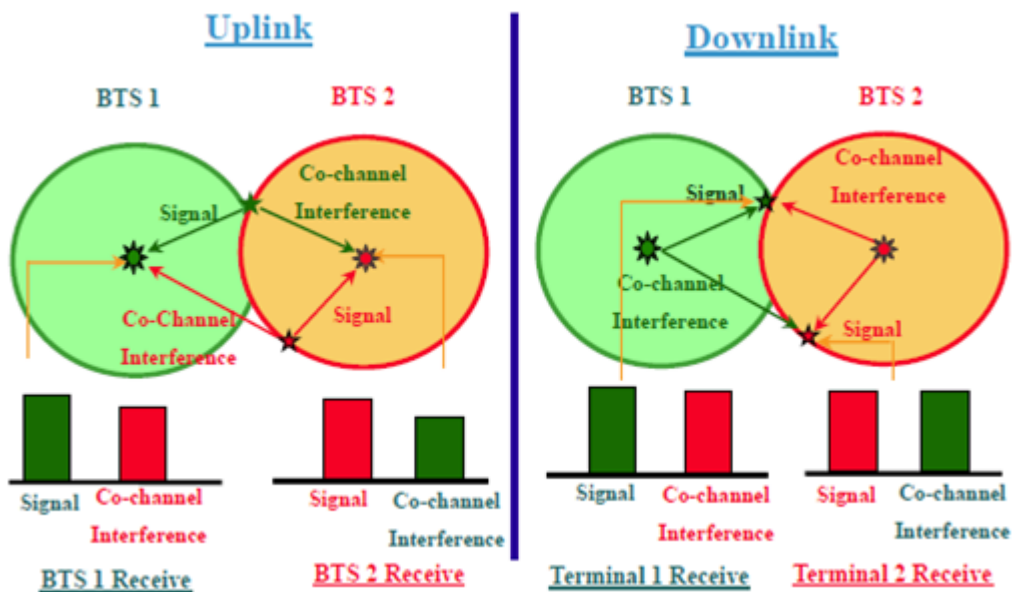 Uplink
BTS 1
BTS 2
Co-channel
Interference
Signal
Co-Channel
Interference
Signal
Signal
Co-channel
Interference
Signal
Co-channel
Interference
BTS 1 Receive
BTS 2 Receive
Downlink
BTS 1
BTS 2
Co-channel
Interference
Signal
Co-channel
Interference
Signal
Signal
Co-channel
Interference
Signal
Co-channel
Interference
Terminal 1 Receive
Terminal 2 Receive